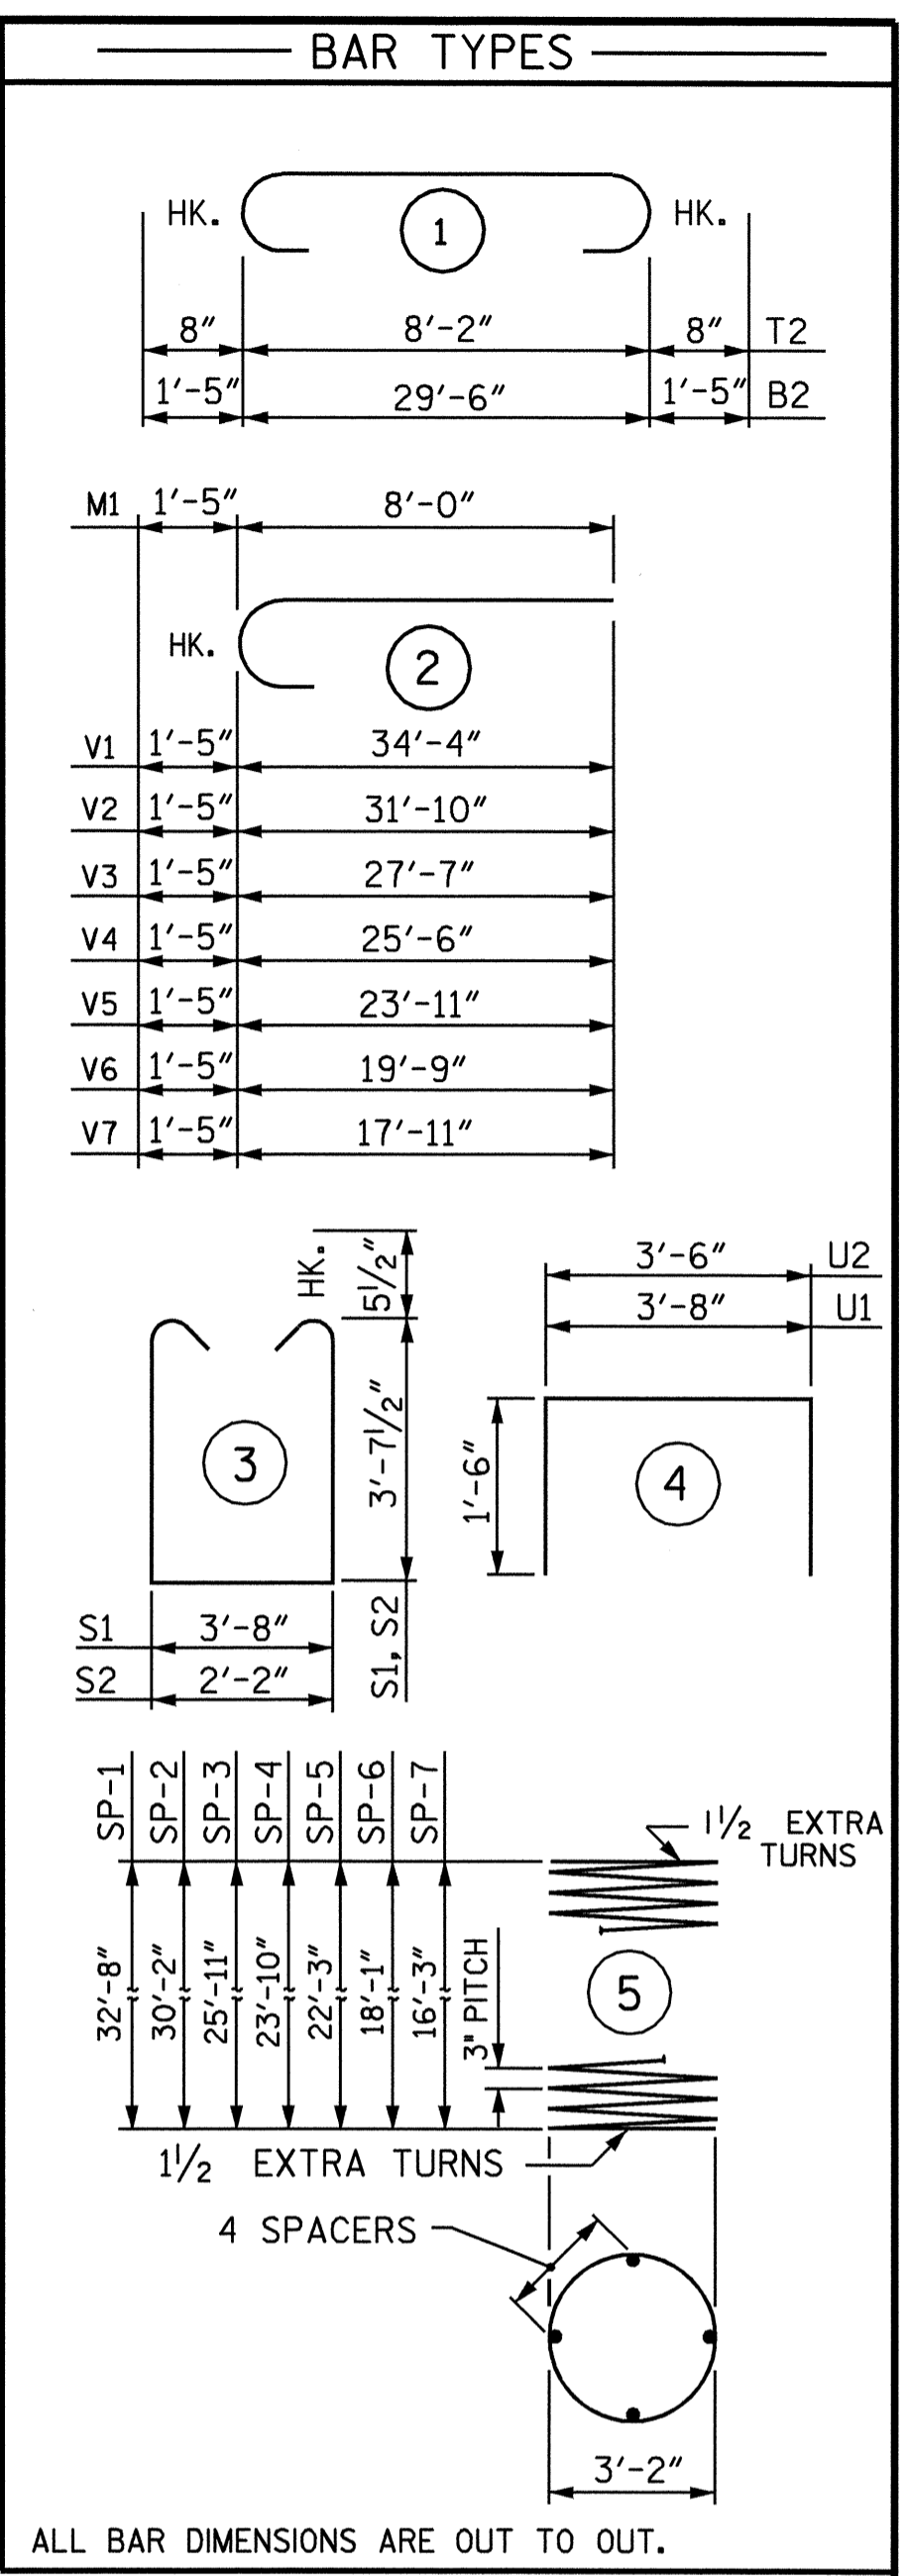 BAR TYPES
HK. 1 HK.
8" 8'-2" 8" T2
1'-5" 29'-6" 1'-5" B2
M1 1'-5" 8'-0"
HK. 2
V1 1'-5" 34'-4"
V2 1'-5" 31'-10"
V3 1'-5" 27'-7"
V4 1'-5" 25'-6"
V5 1'-5" 23'-11"
V6 1'-5" 19'-9"
V7 1'-5" 17'-11"
HK.
5½"
3'-7½"
S1, S2
3
S1 3'-8"
S2 2'-2"
3'-6" U2
3'-8" U1
1'-6"
4
SP-1
SP-2
SP-3
SP-4
SP-5
SP-6
SP-7
32'-8"
30'-2"
25'-11"
23'-10"
22'-3"
18'-1"
16'-3"
3" PITCH
1½ EXTRA
TURNS
5
1½ EXTRA TURNS
4 SPACERS
3'-2"
ALL BAR DIMENSIONS ARE OUT TO OUT.